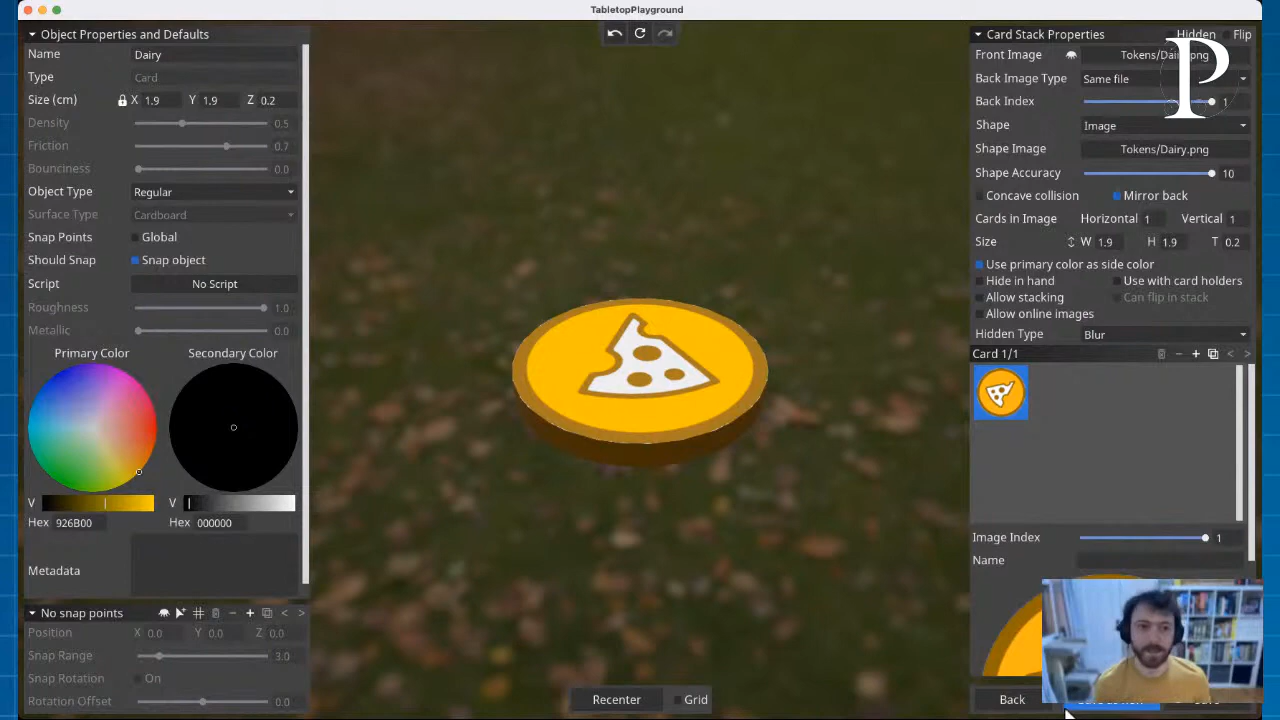 TabletopPlayground
Object Properties and Defaults
Name Dairy
Type Card
Size (cm) X 1.9 Y 1.9 Z 0.2
Density 0.5
Friction 0.7
Bounciness 0.0
Object Type Regular
Surface Type Cardboard
Snap Points Global
Should Snap Snap object
Script No Script
Roughness 1.0
Metallic 0.0
Primary Color Secondary Color
V V
Hex 926B00 Hex 000000
Metadata
No snap points
Position X 0.0 Y 0.0 Z 0.0
Snap Range 3.0
Snap Rotation On
Rotation Offset 0.0
Recenter Grid
Card Stack Properties Hidden Flip
Front Image Tokens/Dairy.png
Back Image Type Same file
Back Index 1
Shape Image
Shape Image Tokens/Dairy.png
Shape Accuracy 10
Concave collision Mirror back
Cards in Image Horizontal 1 Vertical 1
Size W 1.9 H 1.9 T 0.2
Use primary color as side color
Hide in hand Use with card holders
Allow stacking Can flip in stack
Allow online images
Hidden Type Blur
Card 1/1
Image Index 1
Name
Back
P